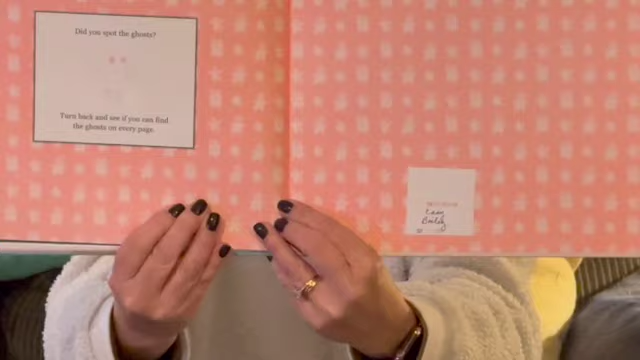 Did you spot the ghosts?
Turn back and see if you can find
the ghosts on every page.